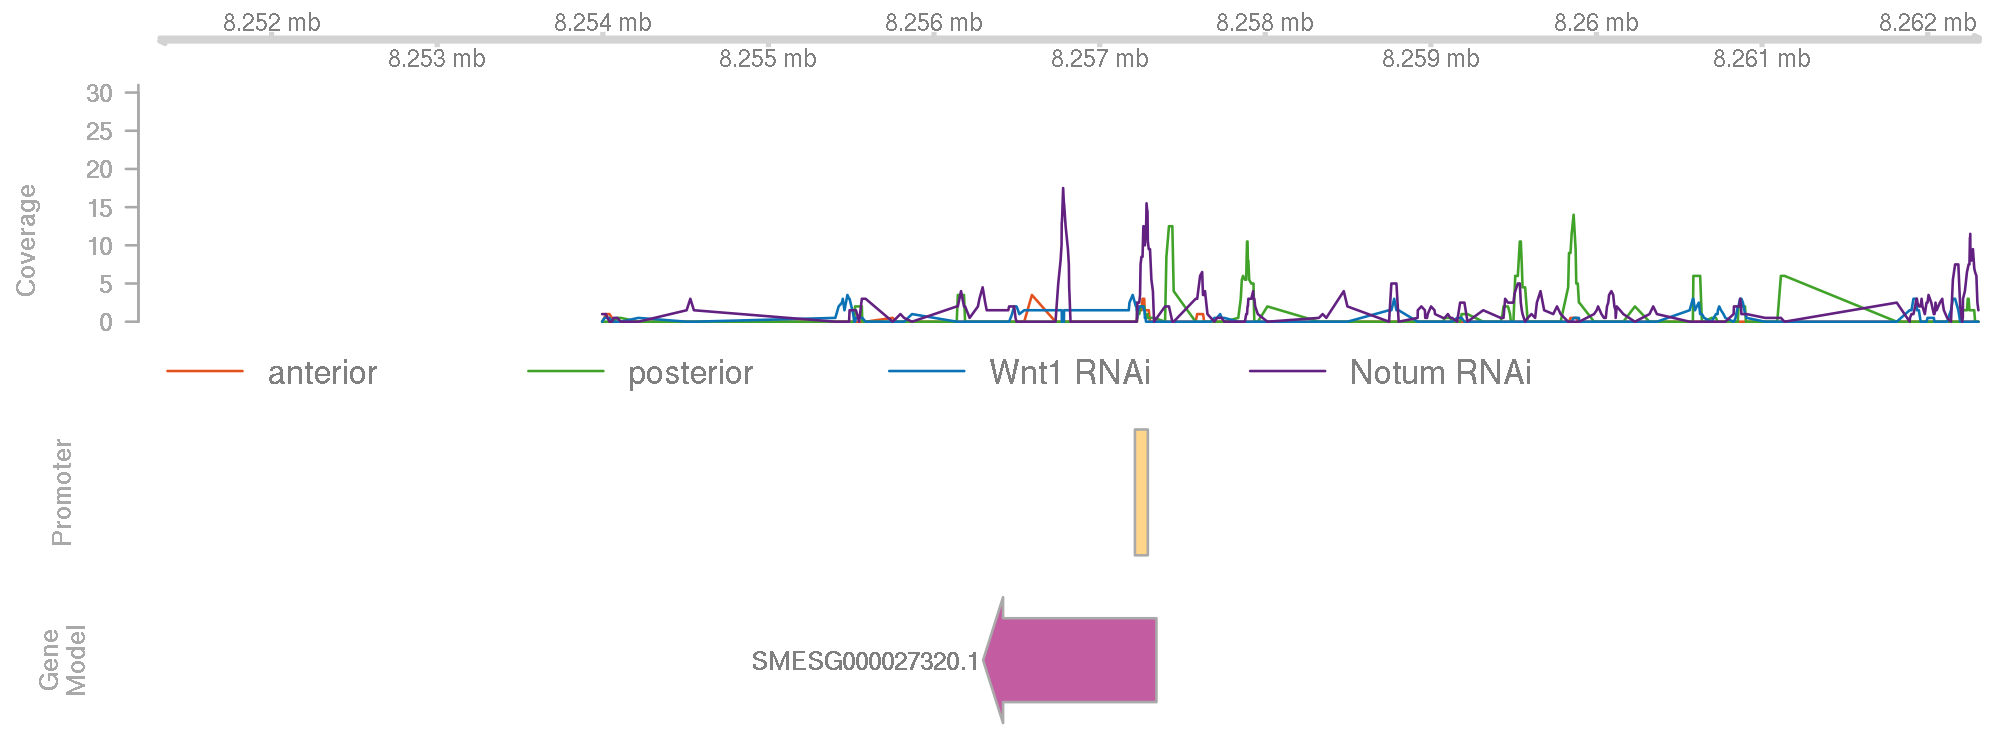 8.252 mb 8.254 mb 8.256 mb 8.258 mb 8.26 mb 8.262 mb
8.253 mb 8.255 mb 8.257 mb 8.259 mb 8.261 mb
30
25
20
15
10
5
0
Coverage
anterior posterior Wnt1 RNAi Notum RNAi
Promoter
Gene
Model
SMESG000027320.1